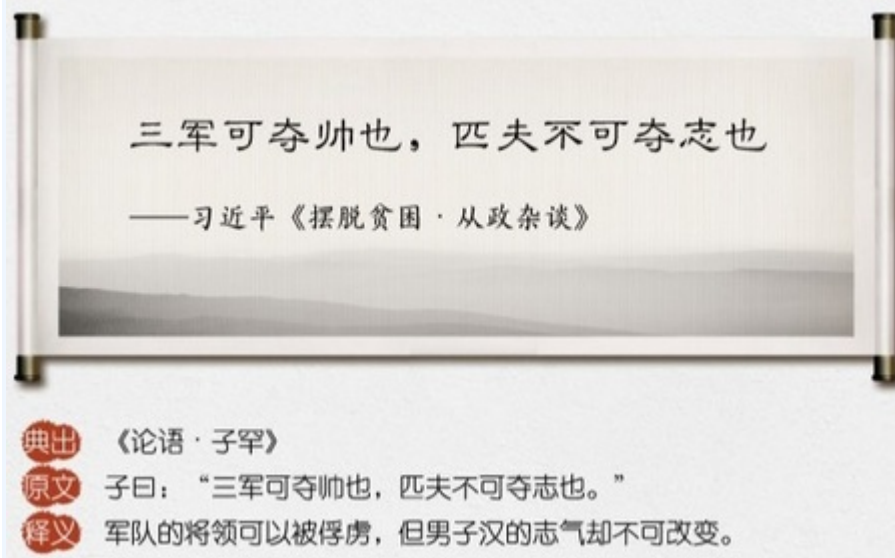 三军可夺帅也，匹夫不可夺志也
——习近平《摆脱贫困·从政杂谈》
典出 《论语·子罕》
原文 子曰：“三军可夺帅也，匹夫不可夺志也。”
释义 军队的将领可以被俘虏，但男子汉的志气却不可改变。